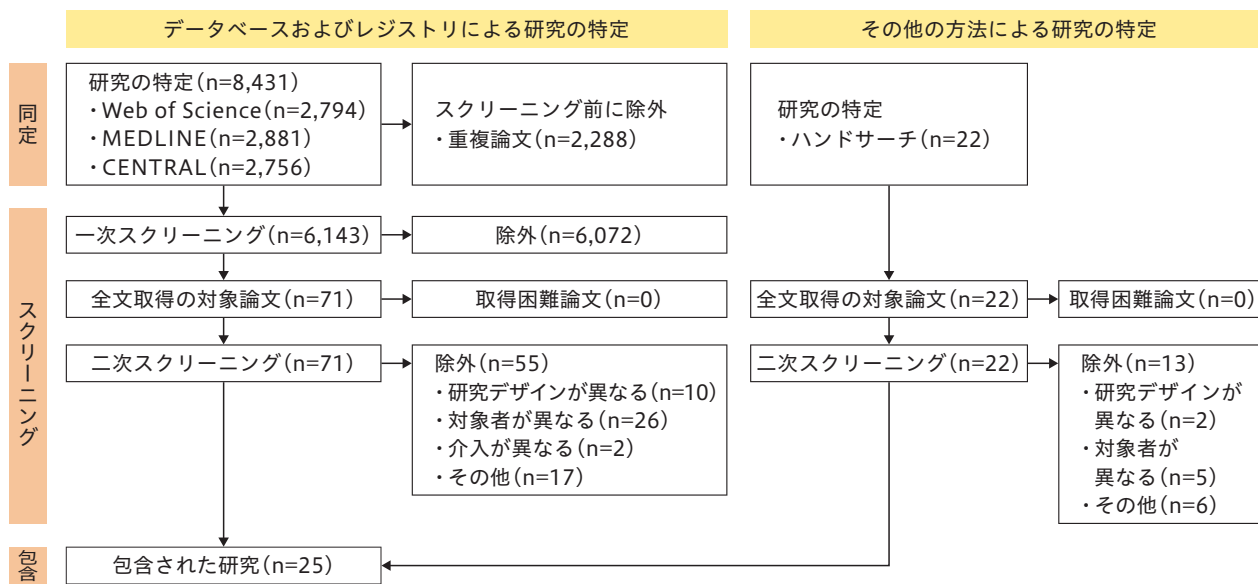 データベースおよびレジストリによる研究の特定
その他の方法による研究の特定
同定
研究の特定(n=8,431)
・Web of Science(n=2,794)
・MEDLINE(n=2,881)
・CENTRAL(n=2,756)
スクリーニング前に除外
・重複論文(n=2,288)
研究の特定
・ハンドサーチ(n=22)
スクリーニング
一次スクリーニング(n=6,143)
除外(n=6,072)
全文取得の対象論文(n=71)
取得困難論文(n=0)
全文取得の対象論文(n=22)
取得困難論文(n=0)
二次スクリーニング(n=71)
除外(n=55)
・研究デザインが異なる(n=10)
・対象者が異なる(n=26)
・介入が異なる(n=2)
・その他(n=17)
二次スクリーニング(n=22)
除外(n=13)
・研究デザインが
異なる(n=2)
・対象者が
異なる(n=5)
・その他(n=6)
包含
包含された研究(n=25)